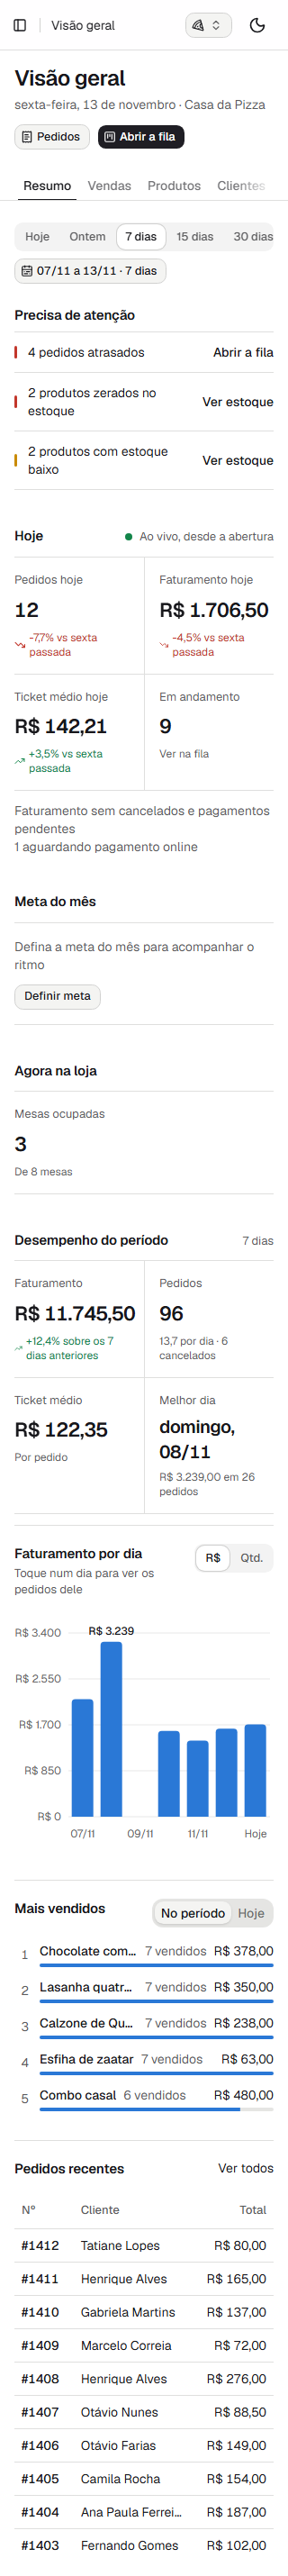 Visão geral
Visão geral
sexta-feira, 13 de novembro · Casa da Pizza
Pedidos
Abrir a fila
Resumo Vendas Produtos Clientes
Hoje Ontem 7 dias 15 dias 30 dias
07/11 a 13/11 · 7 dias
Precisa de atenção
4 pedidos atrasados Abrir a fila
2 produtos zerados no
estoque
Ver estoque
2 produtos com estoque
baixo
Ver estoque
Hoje
Ao vivo, desde a abertura
Pedidos hoje
12
-7,7% vs sexta
passada
Faturamento hoje
R$ 1.706,50
-4,5% vs sexta
passada
Ticket médio hoje
R$ 142,21
+3,5% vs sexta
passada
Em andamento
9
Ver na fila
Faturamento sem cancelados e pagamentos
pendentes
1 aguardando pagamento online
Meta do mês
Defina a meta do mês para acompanhar o
ritmo
Definir meta
Agora na loja
Mesas ocupadas
3
De 8 mesas
Desempenho do período
7 dias
Faturamento
R$ 11.745,50
+12,4% sobre os 7
dias anteriores
Pedidos
96
13,7 por dia · 6
cancelados
Ticket médio
R$ 122,35
Por pedido
Melhor dia
domingo,
08/11
R$ 3.239,00 em 26
pedidos
Faturamento por dia
Toque num dia para ver os
pedidos dele
R$ Qtd.
R$ 3.400
R$ 3.239
R$ 2.550
R$ 1.700
R$ 850
R$ 0
07/11 09/11 11/11 Hoje
Mais vendidos
No período Hoje
1 Chocolate com... 7 vendidos R$ 378,00
2 Lasanha quatr... 7 vendidos R$ 350,00
3 Calzone de Qu... 7 vendidos R$ 238,00
4 Esfiha de zaatar 7 vendidos R$ 63,00
5 Combo casal 6 vendidos R$ 480,00
Pedidos recentes Ver todos
N° Cliente Total
#1412 Tatiane Lopes R$ 80,00
#1411 Henrique Alves R$ 165,00
#1410 Gabriela Martins R$ 137,00
#1409 Marcelo Correia R$ 72,00
#1408 Henrique Alves R$ 276,00
#1407 Otávio Nunes R$ 88,50
#1406 Otávio Farias R$ 149,00
#1405 Camila Rocha R$ 154,00
#1404 Ana Paula Ferrei... R$ 187,00
#1403 Fernando Gomes R$ 102,00